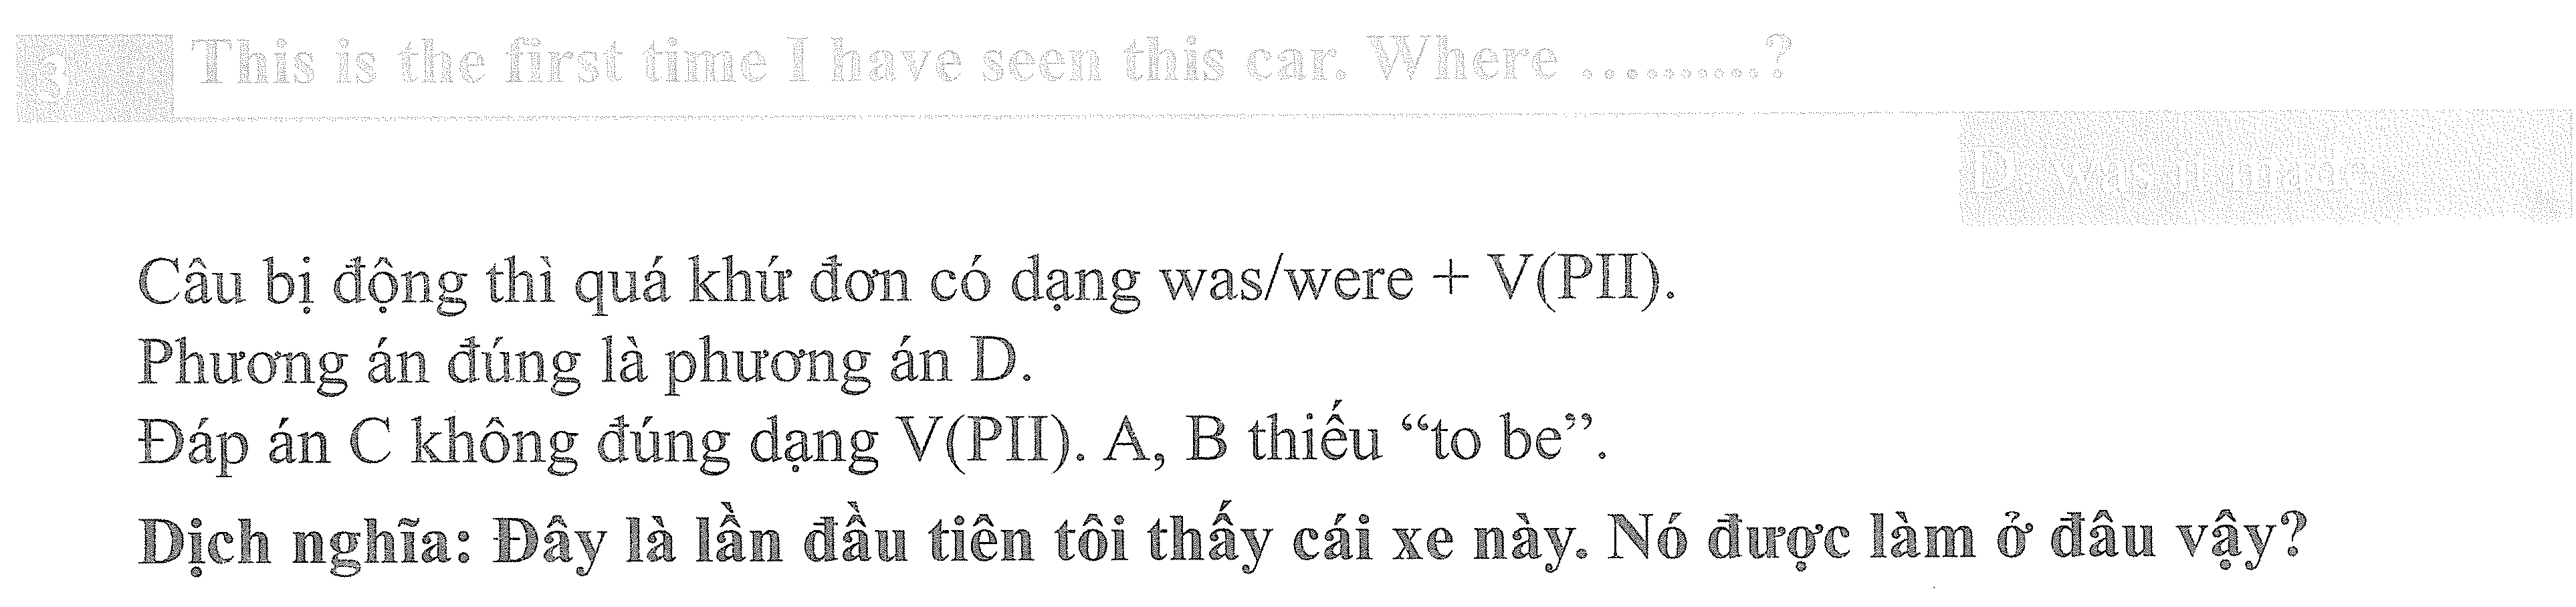 3 This is the first time I have seen this car. Where ..........?
D. was it made
Câu bị động thì quá khứ đơn có dạng was/were + V(PII).
Phương án đúng là phương án D.
Đáp án C không đúng dạng V(PII). A, B thiếu “to be”.
Dịch nghĩa: Đây là lần đầu tiên tôi thấy cái xe này. Nó được làm ở đâu vậy?